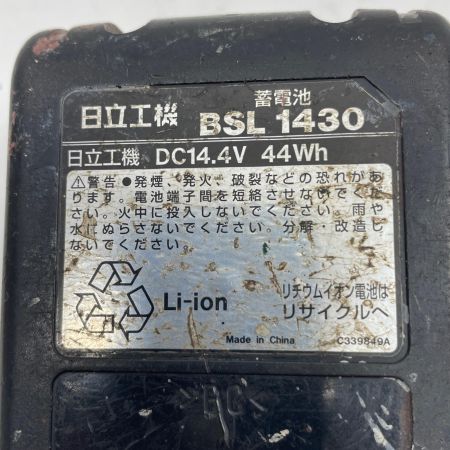 蓄電池
日立工機 BSL 1430
日立工機 DC14.4V 44Wh
⚠警告●発煙、発火、破裂などの恐れがあ
ります。電池端子間を短絡させないでくだ
さい。火中に投入しないでください。雨や
水にぬらさないでください。分解・改造し
ないでください。
Li-ion
リチウムイオン電池は
リサイクルへ
Made in China
C339849A